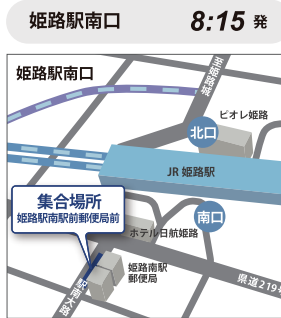 姫路駅南口 8:15 発
姫路駅南口
至姫路城
ピオレ姫路
北口
JR 姫路駅
集合場所
姫路駅南駅前郵便局前
南口
ホテル日航姫路
姫路南駅
郵便局
県道219号
駅南大路